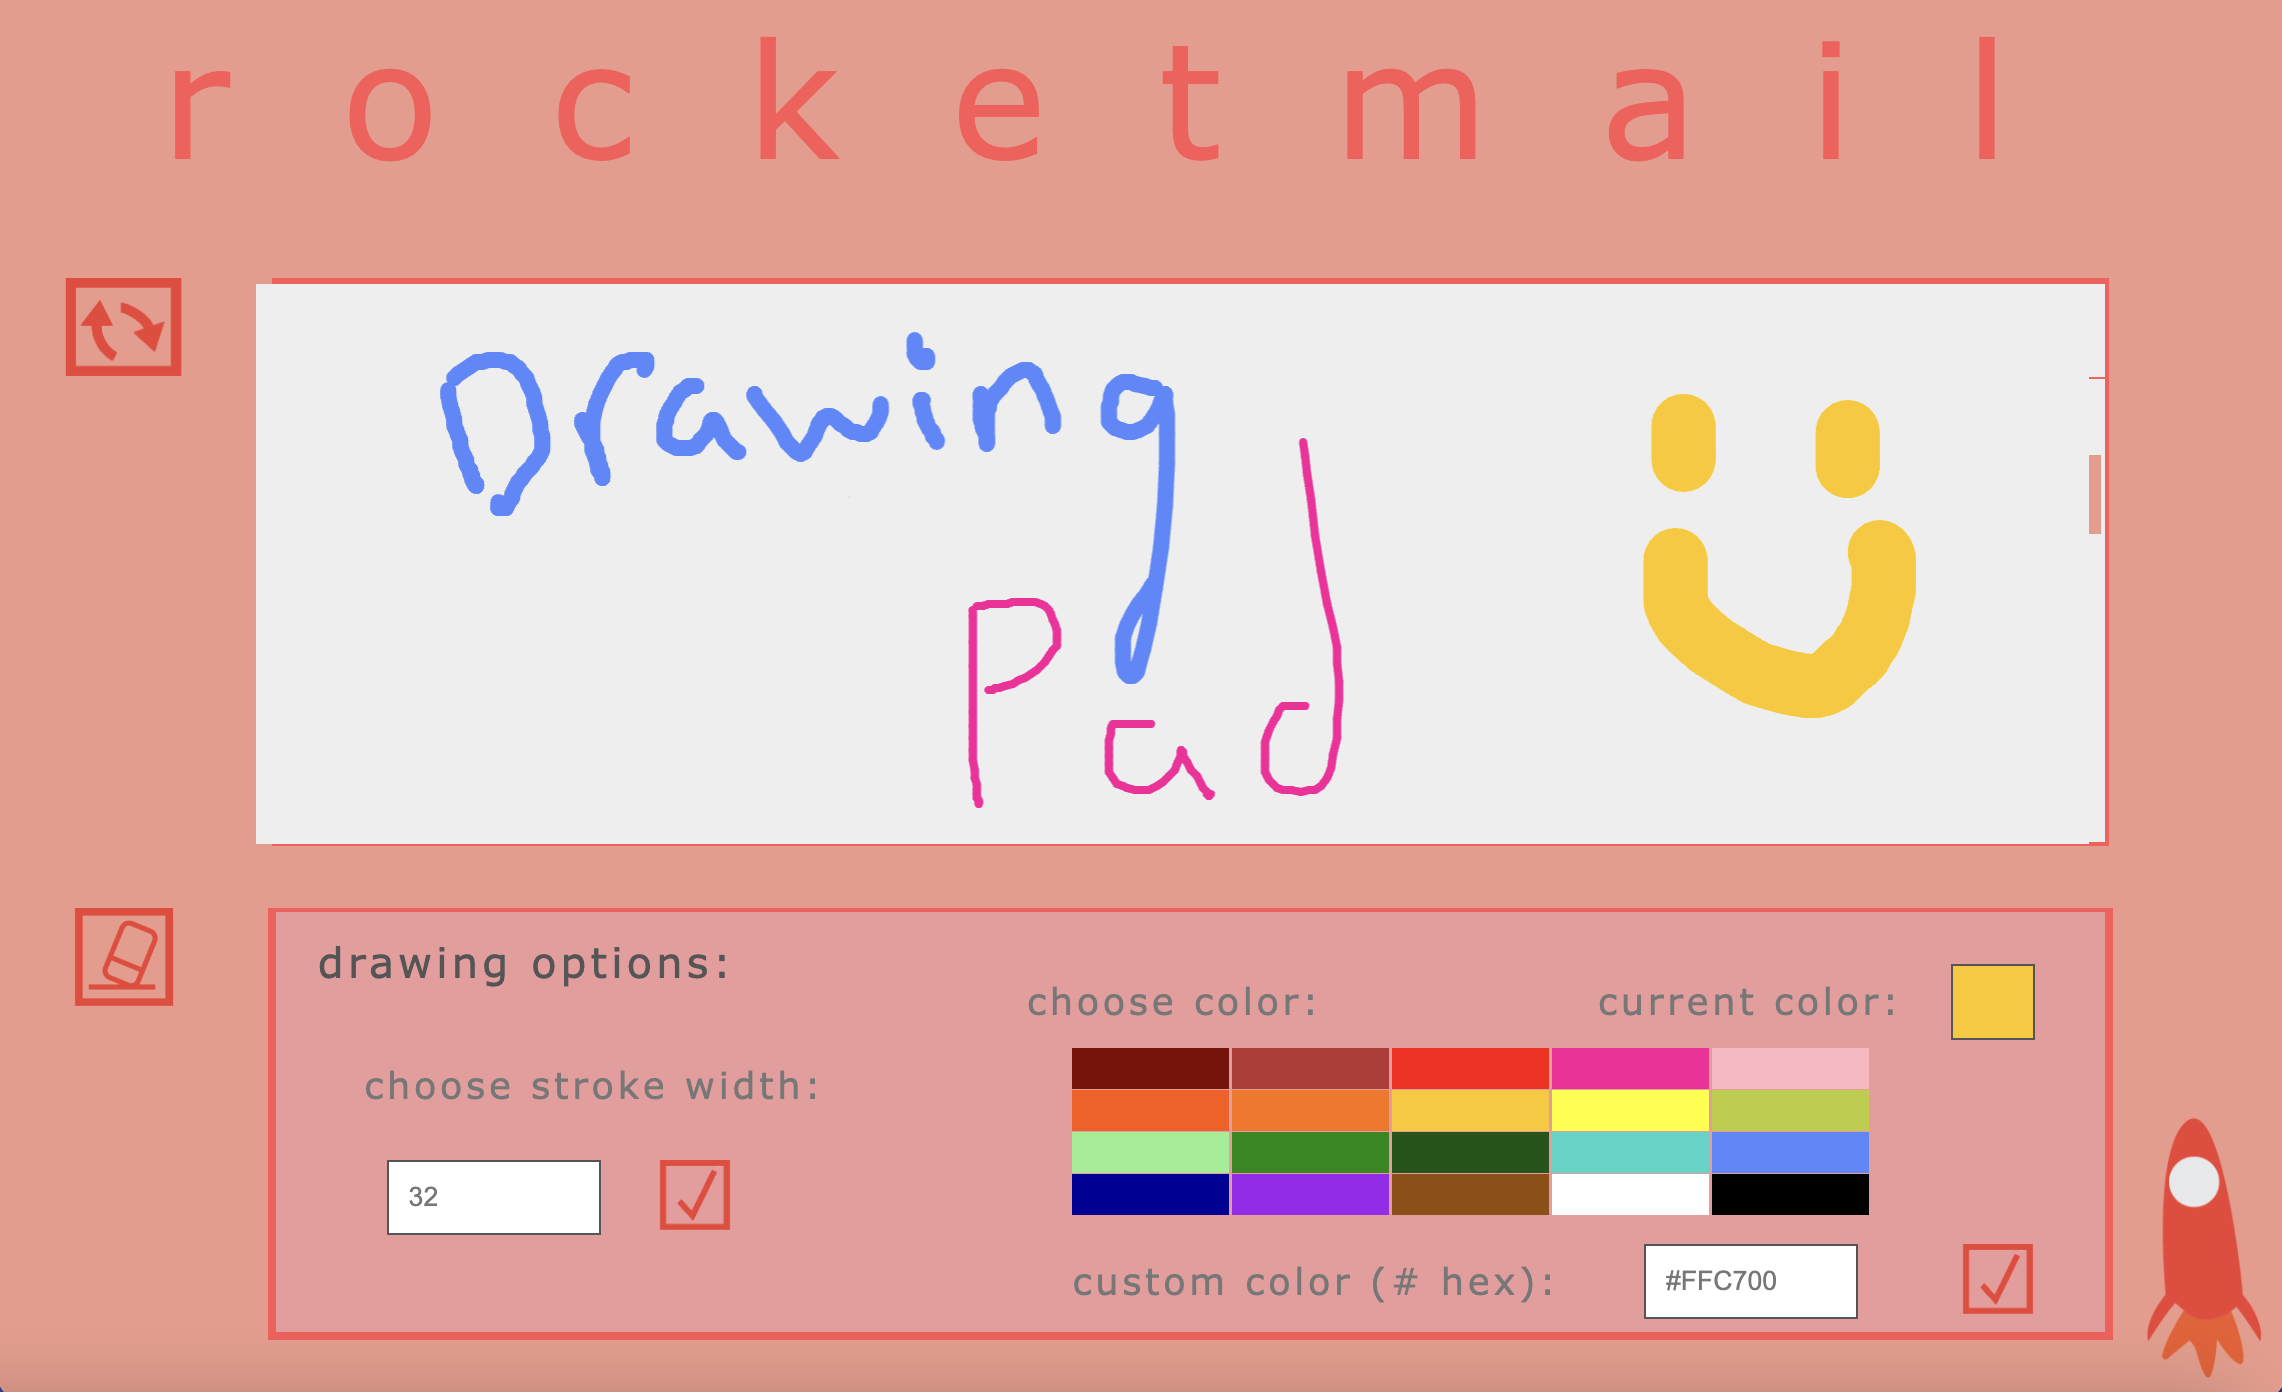 rocketmail
Drawing
Pad
drawing options:
choose color:
current color:
choose stroke width:
32
custom color (# hex):
#FFC700